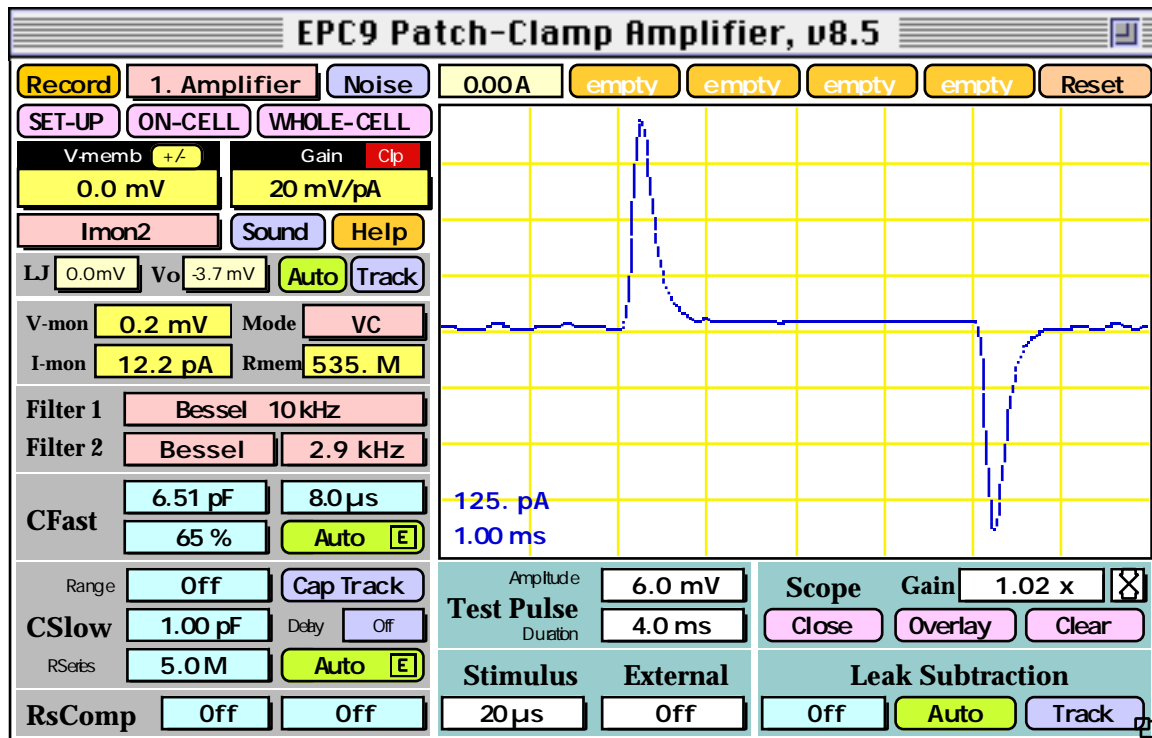 EPC9 Patch-Clamp Amplifier, v8.5
Record 1. Amplifier Noise 0.00 A empty empty empty empty Reset
SET-UP ON-CELL WHOLE-CELL
V-memb +/- Gain Clp
0.0 mV 20 mV/pA
Imon2 Sound Help
LJ 0.0mV Vo -3.7 mV Auto Track
V-mon 0.2 mV Mode VC
I-mon 12.2 pA Rmem 535. M
Filter 1 Bessel 10 kHz
Filter 2 Bessel 2.9 kHz
CFast 6.51 pF 8.0 µs
65 % Auto E
125. pA
1.00 ms
Range Off Cap Track
CSlow 1.00 pF Delay Off
RSeries 5.0 M Auto E
RsComp Off Off
Amplitude 6.0 mV
Test Pulse
Duration 4.0 ms
Scope Gain 1.02 x
Close Overlay Clear
Stimulus External
20 µs Off
Leak Subtraction
Off Auto Track